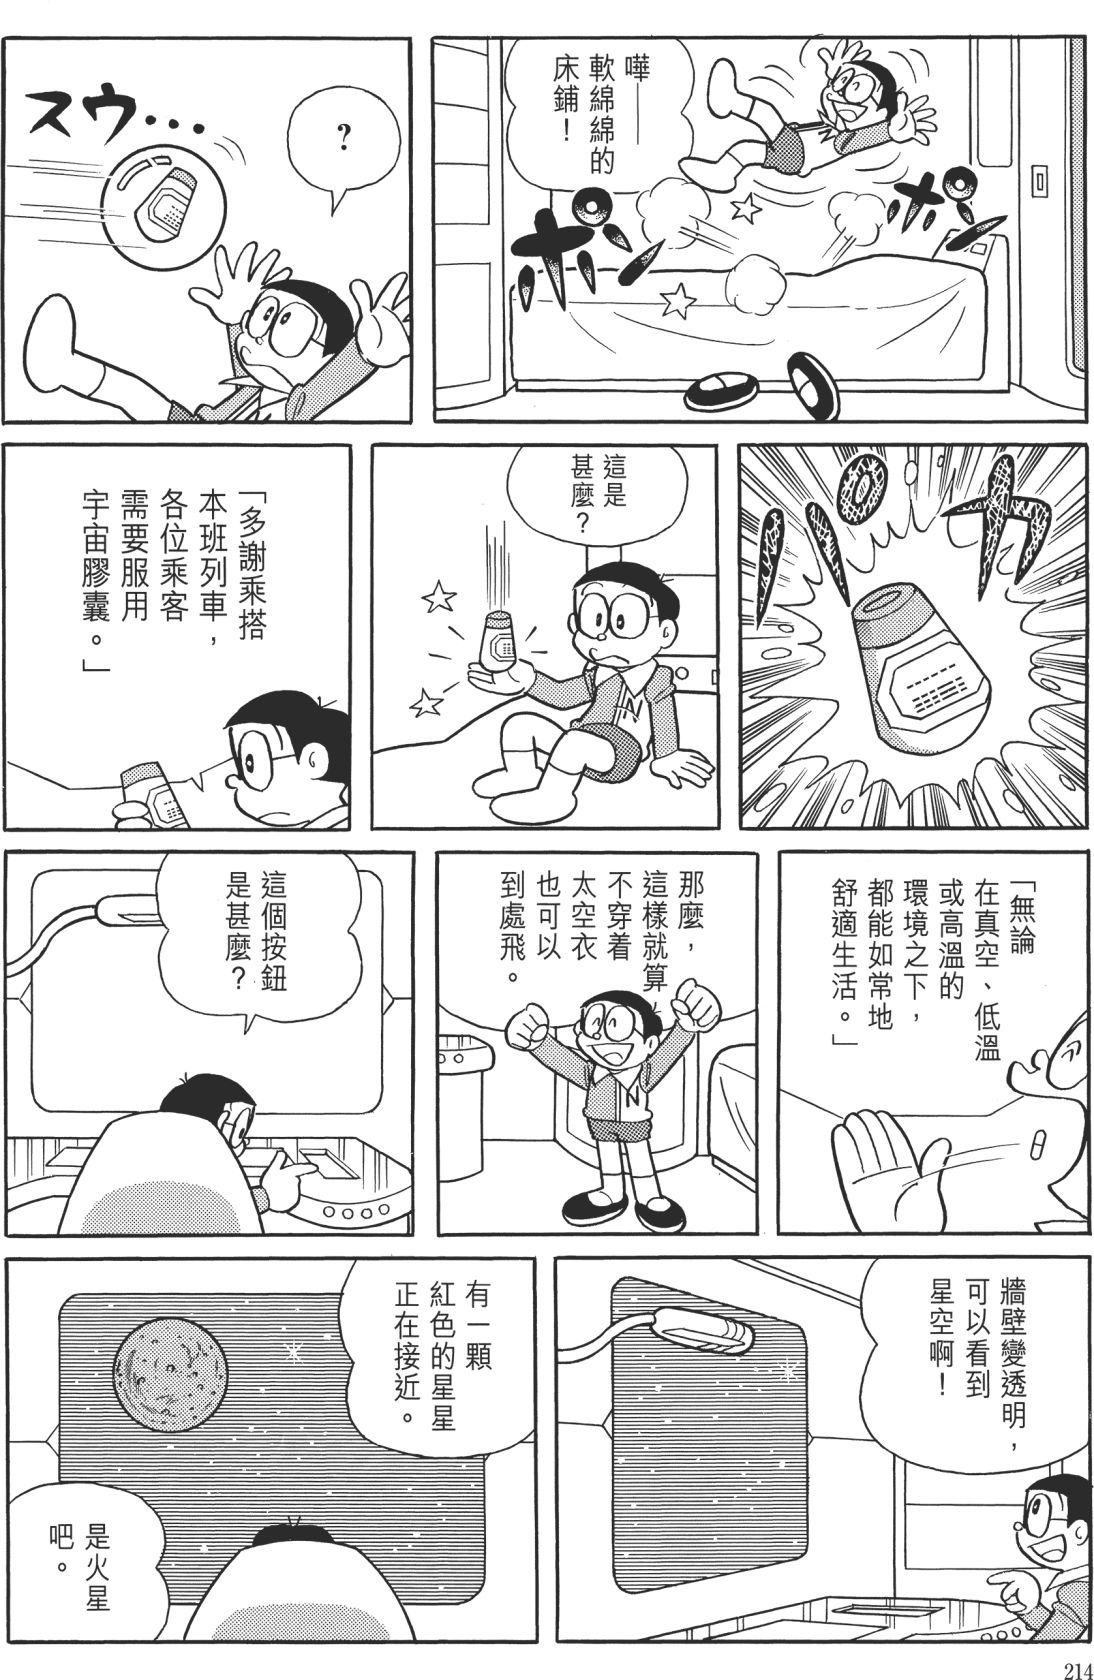 嘩——
軟綿綿的
床鋪！
ボ
ボ
スウ...
？
パカ
這是
甚麼？
「多謝乘搭
本班列車，
各位乘客
需要服用
宇宙膠囊。」
「無論
在真空、低溫
或高溫的
環境之下，
都能如常地
舒適生活。」
那麼，
這樣就算
不穿着
太空衣
也可以
到處飛。
N
這個按鈕
是甚麼？
牆壁變透明，
可以看到
星空啊！
有一顆
紅色的星星
正在接近。
是火星
吧。
214